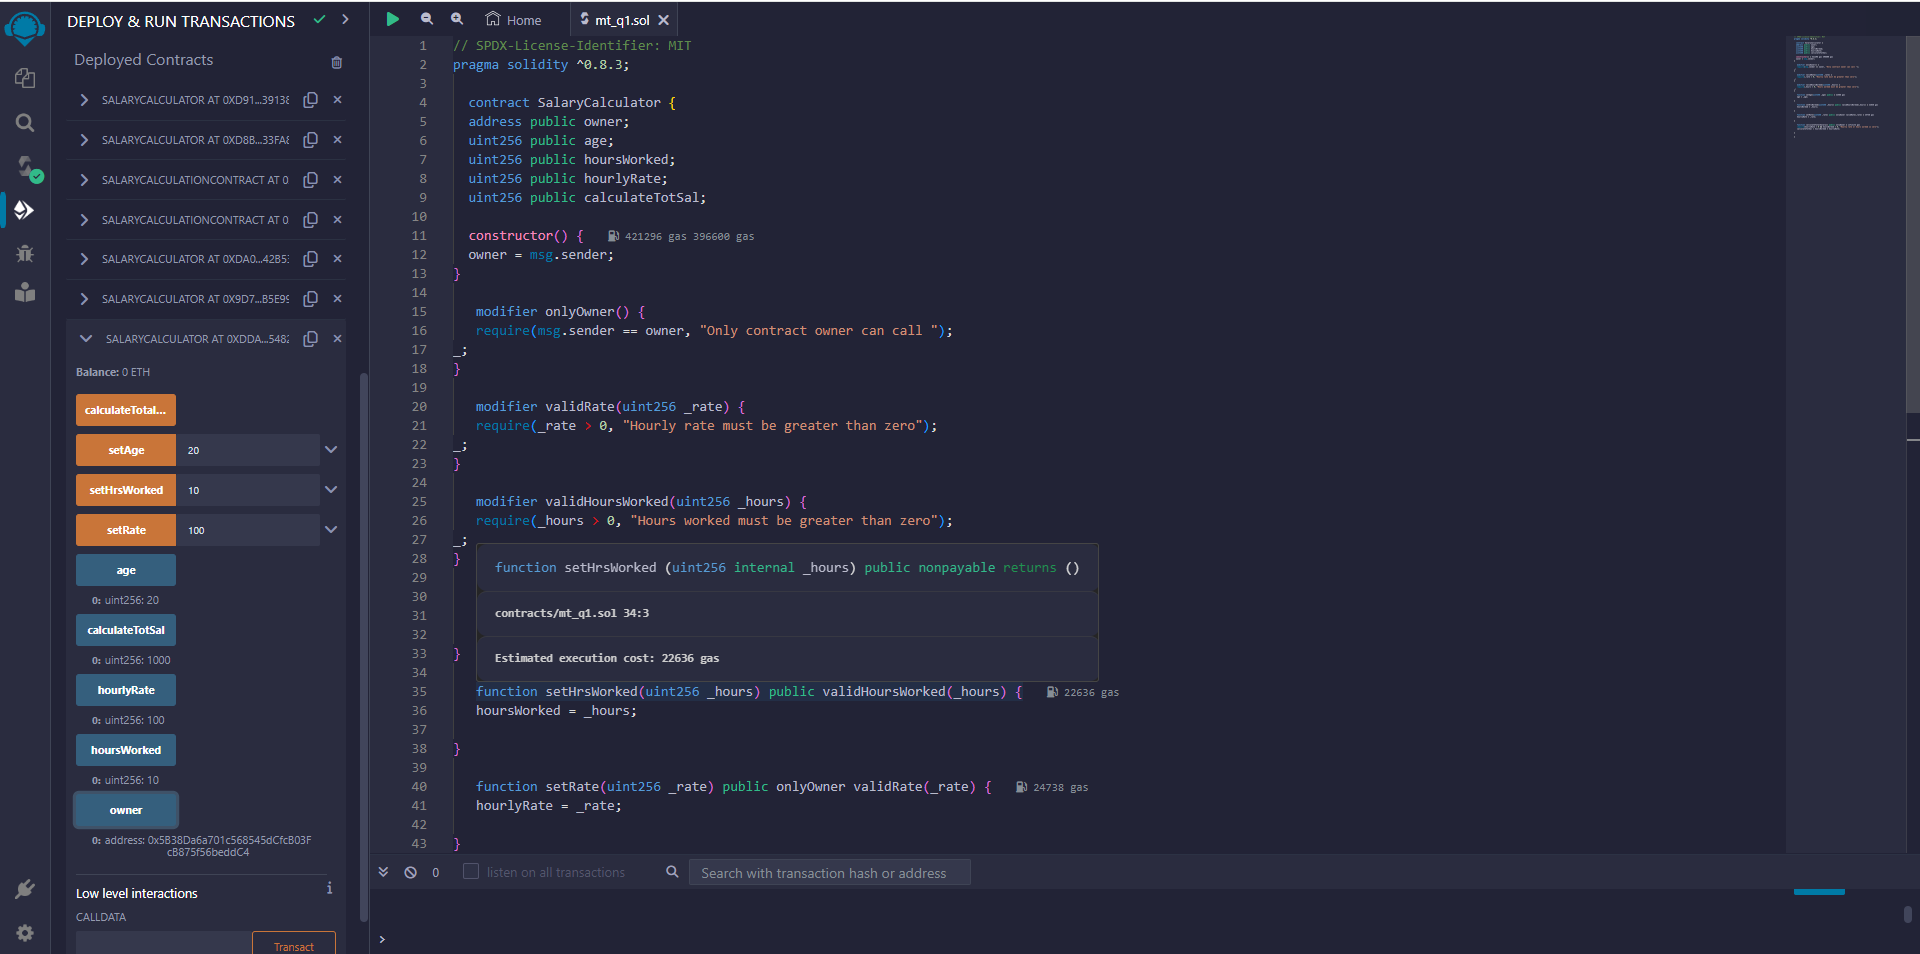 DEPLOY & RUN TRANSACTIONS
Deployed Contracts
SALARYCALCULATOR AT 0XD91...39138
SALARYCALCULATOR AT 0XD8B...33FA8
SALARYCALCULATIONCONTRACT AT 0
SALARYCALCULATIONCONTRACT AT 0
SALARYCALCULATOR AT 0XDA0...42B53
SALARYCALCULATOR AT 0X9D7...B5E99
SALARYCALCULATOR AT 0XDDA...5482
Balance: 0 ETH
calculateTotal...
setAge 20
setHrsWorked 10
setRate 100
age
0: uint256: 20
calculateTotSal
0: uint256: 1000
hourlyRate
0: uint256: 100
hoursWorked
0: uint256: 10
owner
0: address: 0x5B38Da6a701c568545dCfcB03F
cB875f56beddC4
Low level interactions
i
CALLDATA
Transact
Home
mt_q1.sol
1 // SPDX-License-Identifier: MIT
2 pragma solidity ^0.8.3;
3
4 contract SalaryCalculator {
5 address public owner;
6 uint256 public age;
7 uint256 public hoursWorked;
8 uint256 public hourlyRate;
9 uint256 public calculateTotSal;
10
11 constructor() { 421296 gas 396600 gas
12 owner = msg.sender;
13 }
14
15 modifier onlyOwner() {
16 require(msg.sender == owner, "Only contract owner can call ");
17 _;
18 }
19
20 modifier validRate(uint256 _rate) {
21 require(_rate > 0, "Hourly rate must be greater than zero");
22 _;
23 }
24
25 modifier validHoursWorked(uint256 _hours) {
26 require(_hours > 0, "Hours worked must be greater than zero");
27 _;
28 }
29
30
31
32
33 }
34
function setHrsWorked (uint256 internal _hours) public nonpayable returns ()
contracts/mt_q1.sol 34:3
Estimated execution cost: 22636 gas
35 function setHrsWorked(uint256 _hours) public validHoursWorked(_hours) { 22636 gas
36 hoursWorked = _hours;
37
38 }
39
40 function setRate(uint256 _rate) public onlyOwner validRate(_rate) { 24738 gas
41 hourlyRate = _rate;
42
43 }
0
listen on all transactions
Search with transaction hash or address
>